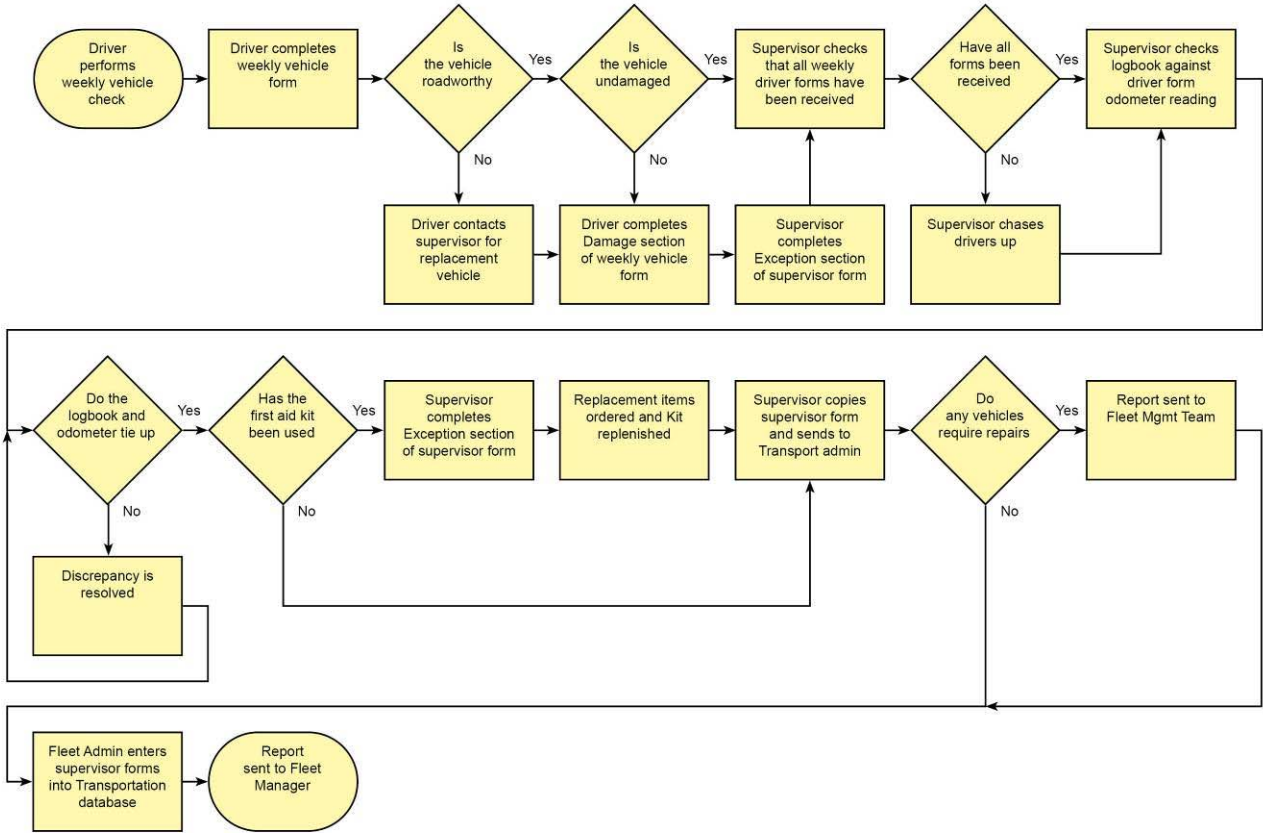 Driver
performs
weekly vehicle
check
Driver completes
weekly vehicle
form
Is
the vehicle
roadworthy
Yes
No
Is
the vehicle
undamaged
Yes
No
Supervisor checks
that all weekly
driver forms have
been received
Have all
forms been
received
Yes
No
Supervisor checks
logbook against
driver form
odometer reading
Driver contacts
supervisor for
replacement
vehicle
Driver completes
Damage section
of weekly vehicle
form
Supervisor
completes
Exception section
of supervisor form
Supervisor chases
drivers up
Do the
logbook and
odometer tie up
Yes
No
Has the
first aid kit
been used
Yes
No
Supervisor
completes
Exception section
of supervisor form
Replacement items
ordered and Kit
replenished
Supervisor copies
supervisor form
and sends to
Transport admin
Do
any vehicles
require repairs
Yes
No
Report sent to
Fleet Mgmt Team
Discrepancy is
resolved
Fleet Admin enters
supervisor forms
into Transportation
database
Report
sent to Fleet
Manager